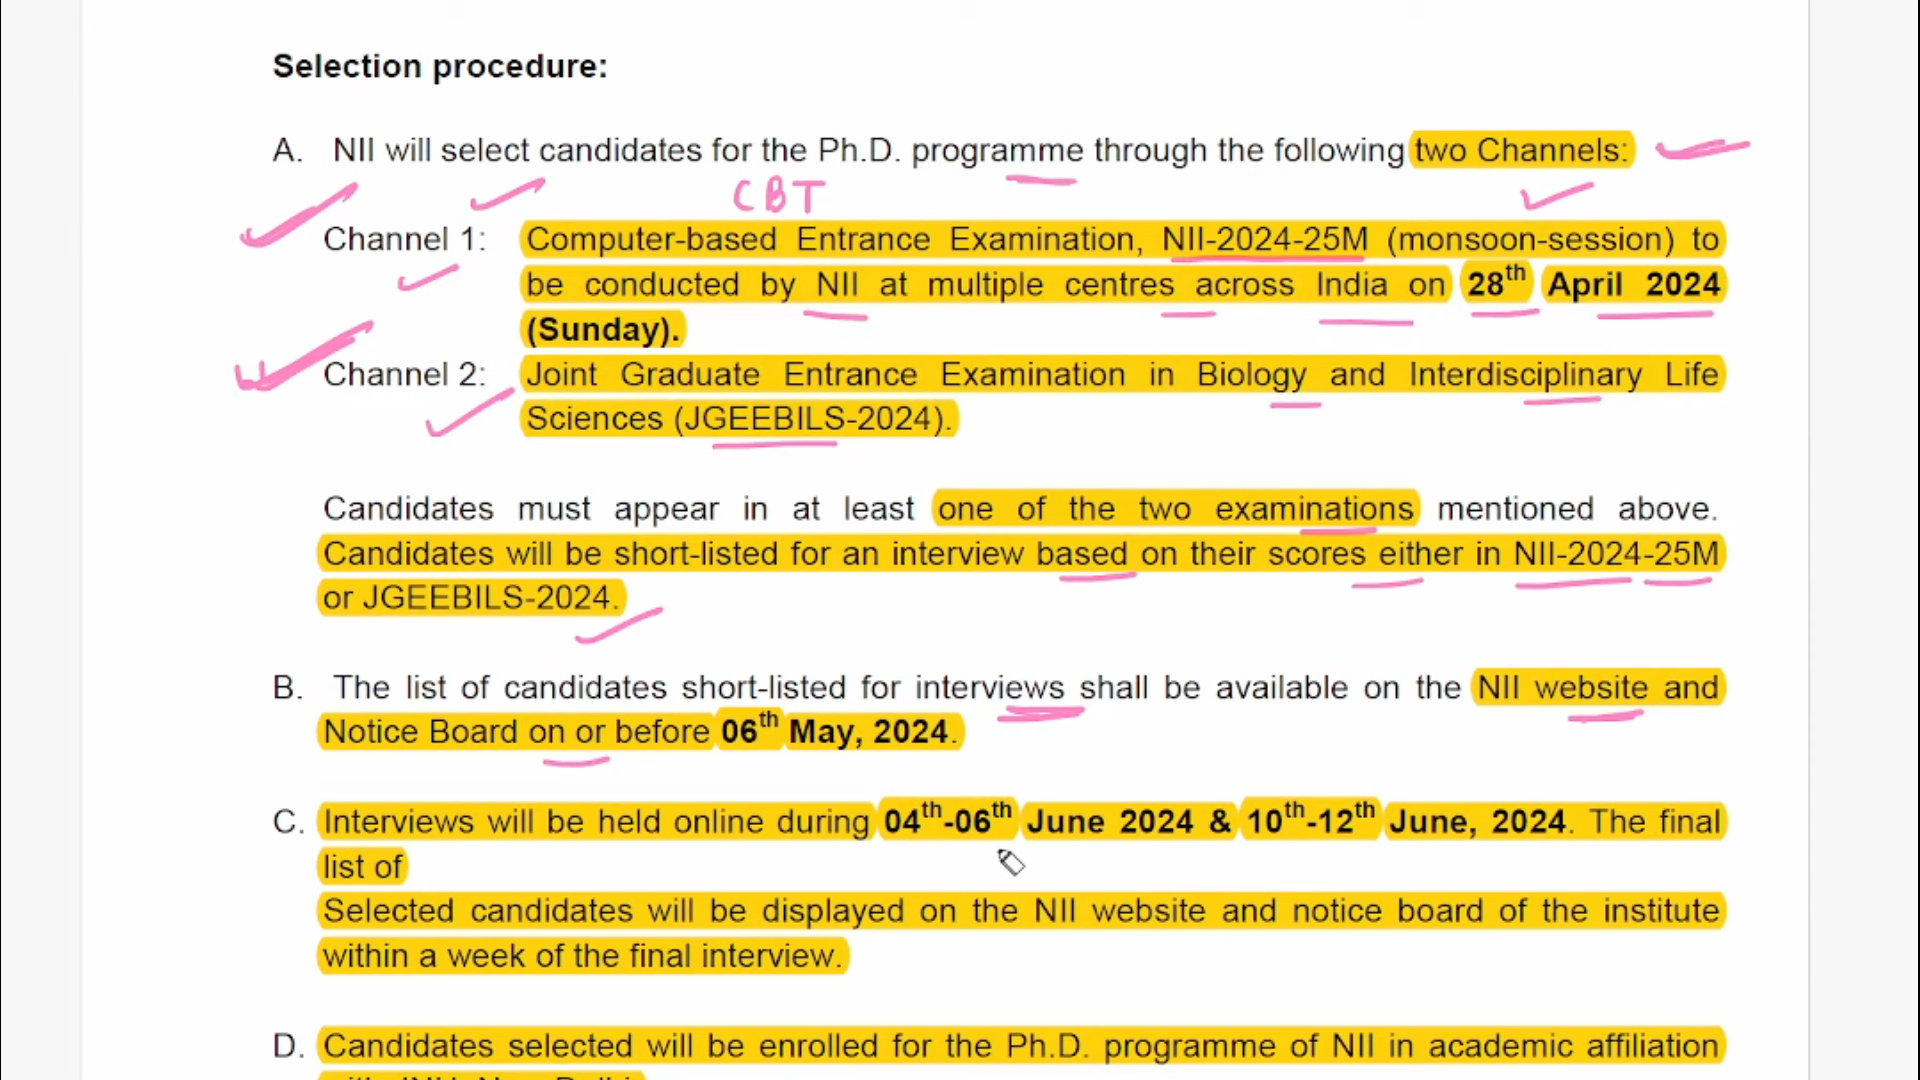 Selection procedure:
A. NII will select candidates for the Ph.D. programme through the following two Channels:
CBT
Channel 1: Computer-based Entrance Examination, NII-2024-25M (monsoon-session) to
be conducted by NII at multiple centres across India on 28th April 2024
(Sunday).
Channel 2: Joint Graduate Entrance Examination in Biology and Interdisciplinary Life
Sciences (JGEEBILS-2024).
Candidates must appear in at least one of the two examinations mentioned above.
Candidates will be short-listed for an interview based on their scores either in NII-2024-25M
or JGEEBILS-2024.
B. The list of candidates short-listed for interviews shall be available on the NII website and
Notice Board on or before 06th May, 2024.
C. Interviews will be held online during 04th-06th June 2024 & 10th-12th June, 2024. The final
list of
Selected candidates will be displayed on the NII website and notice board of the institute
within a week of the final interview.
D. Candidates selected will be enrolled for the Ph.D. programme of NII in academic affiliation